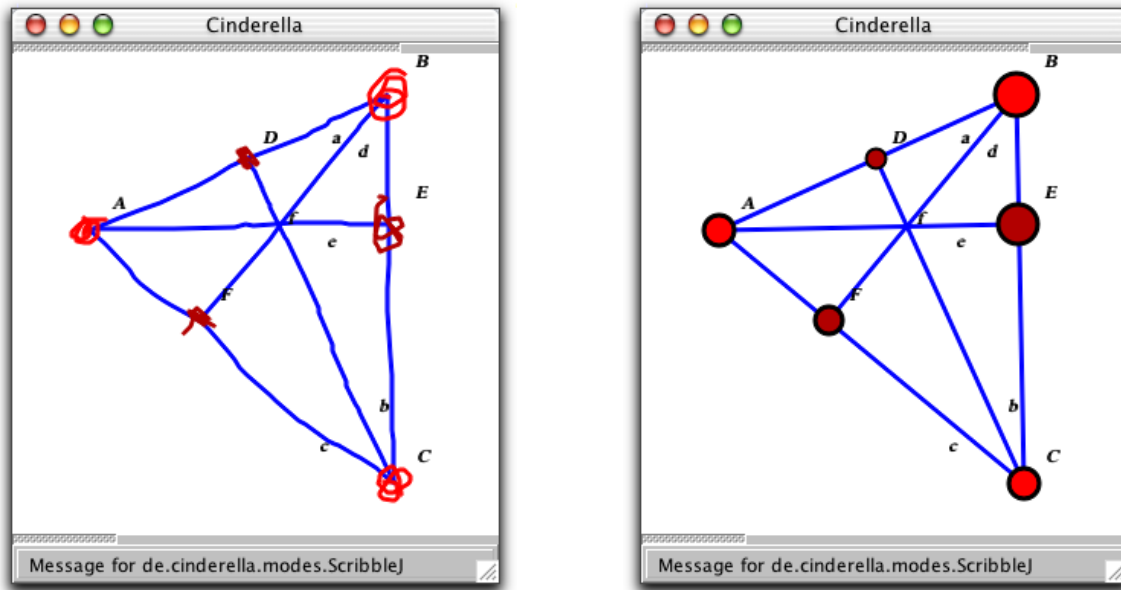 Cinderella
B
D
a
d
A
E
f
e
F
b
c
C
Message for de.cinderella.modes.ScribbleJ
Cinderella
B
D
a
d
A
E
f
e
F
b
c
C
Message for de.cinderella.modes.ScribbleJ